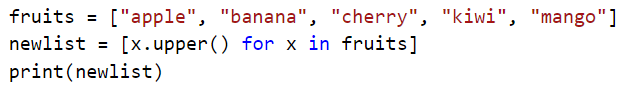 fruits = ["apple", "banana", "cherry", "kiwi", "mango"]
newlist = [x.upper() for x in fruits]
print(newlist)